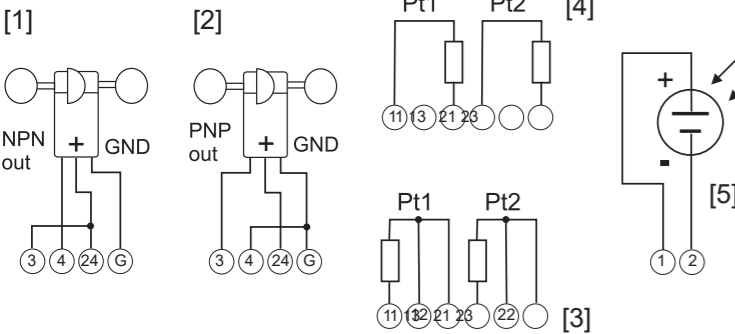 [1]
[2]
Pt1 Pt2 [4]
11 13 21 23
NPN
out
+
GND
PNP
out
+
GND
+
-
[5]
Pt1 Pt2
3 4 24 G
3 4 24 G
1 2
11 13 21 23 22
[3]